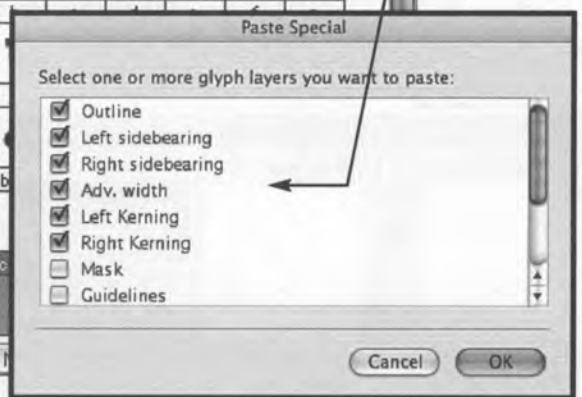 Paste Special
Select one or more glyph layers you want to paste:
Outline
Left sidebearing
Right sidebearing
Adv. width
Left Kerning
Right Kerning
Mask
Guidelines
Cancel
OK